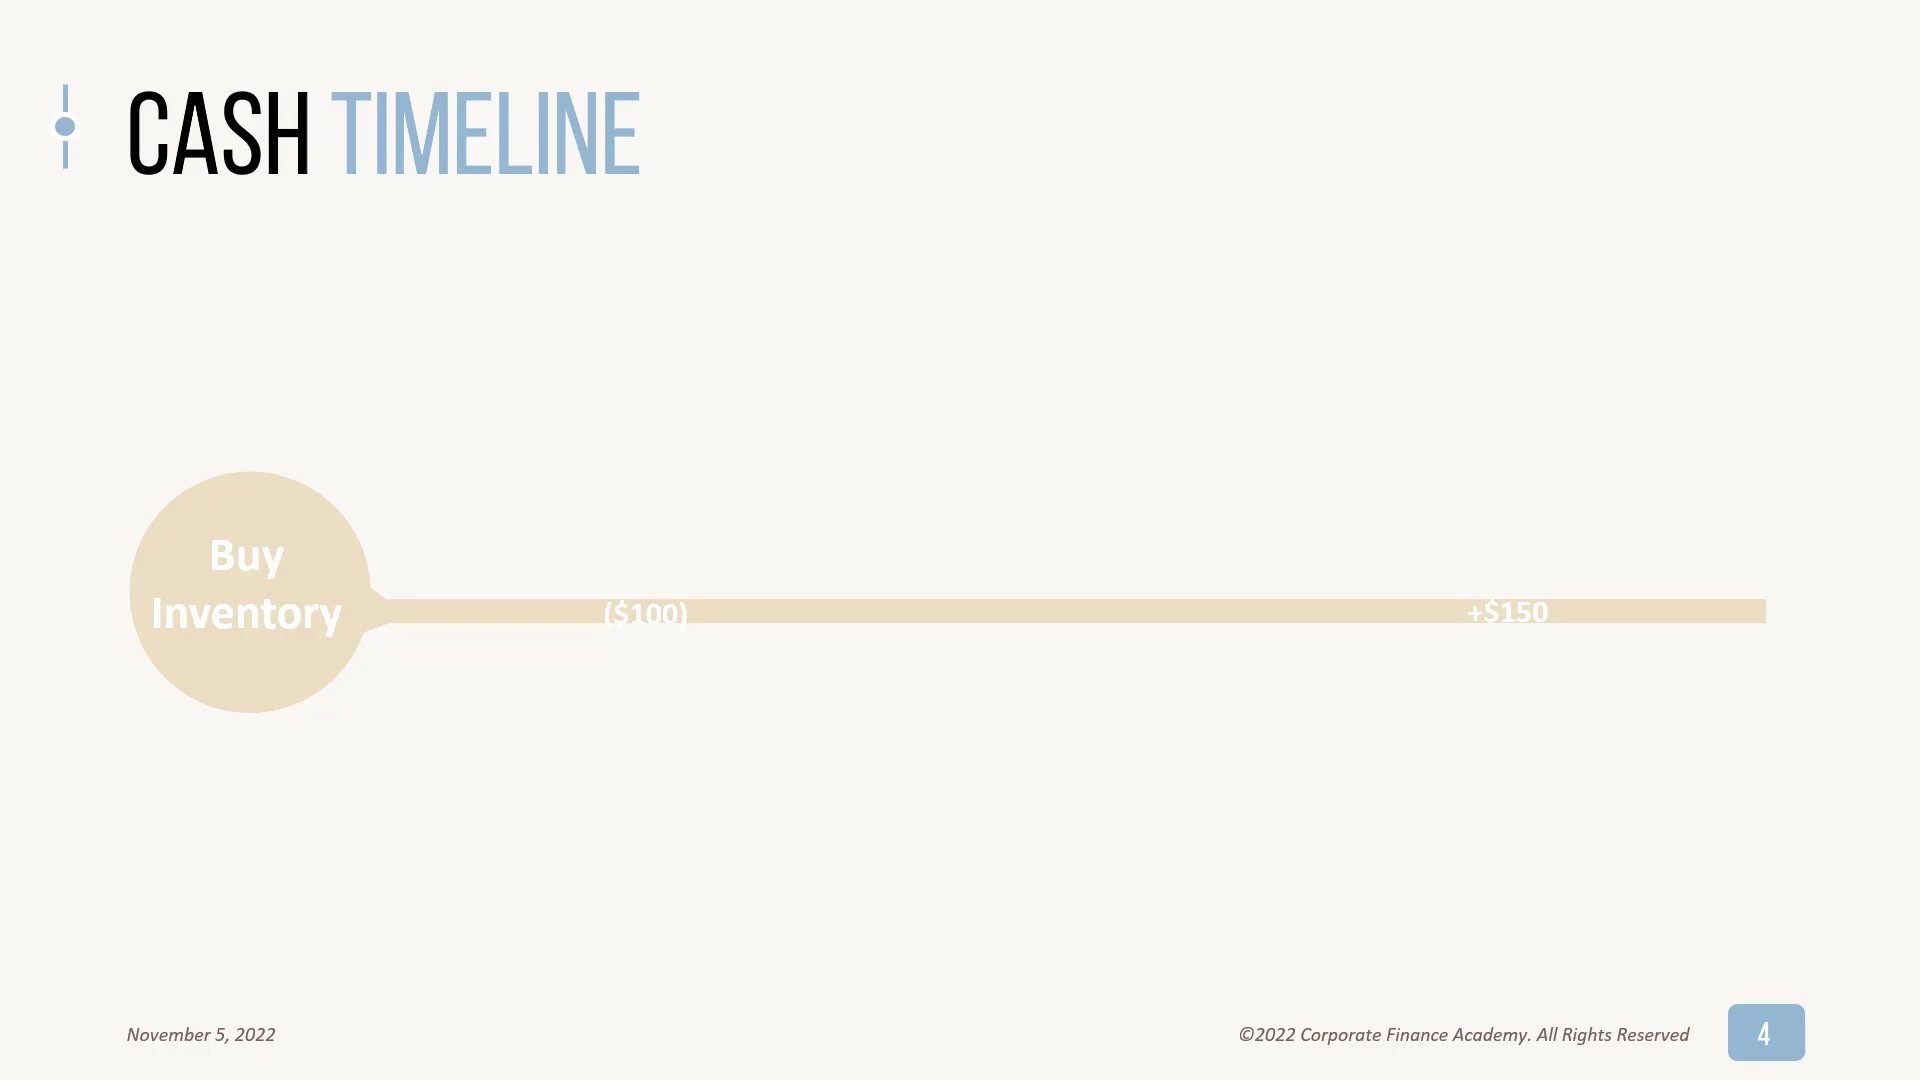 CASH TIMELINE
Buy
Inventory
($100)
+$150
November 5, 2022
©2022 Corporate Finance Academy. All Rights Reserved
4